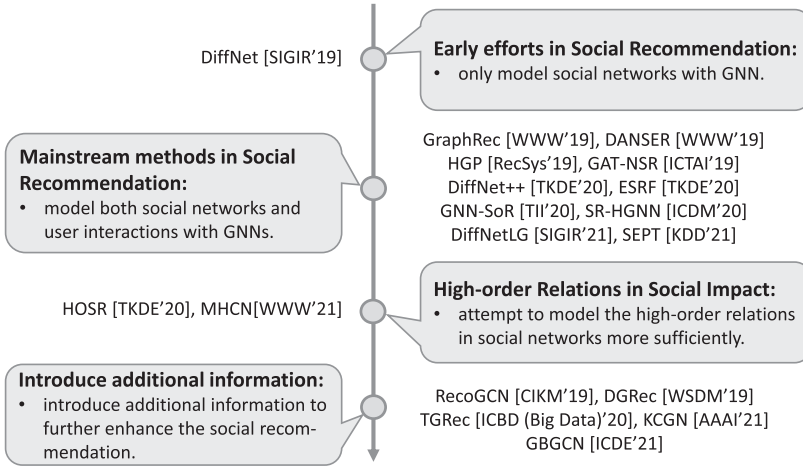 DiffNet [SIGIR’19]
Early efforts in Social Recommendation:
• only model social networks with GNN.
Mainstream methods in Social
Recommendation:
• model both social networks and
user interactions with GNNs.
GraphRec [WWW’19], DANSER [WWW’19]
HGP [RecSys’19], GAT-NSR [ICTAI’19]
DiffNet++ [TKDE’20], ESRF [TKDE’20]
GNN-SoR [TII’20], SR-HGNN [ICDM’20]
DiffNetLG [SIGIR’21], SEPT [KDD’21]
HOSR [TKDE’20], MHCN[WWW’21]
High-order Relations in Social Impact:
• attempt to model the high-order relations
in social networks more sufficiently.
Introduce additional information:
• introduce additional information to
further enhance the social recom-
mendation.
RecoGCN [CIKM’19], DGRec [WSDM’19]
TGRec [ICBD (Big Data)’20], KCGN [AAAI’21]
GBGCN [ICDE’21]